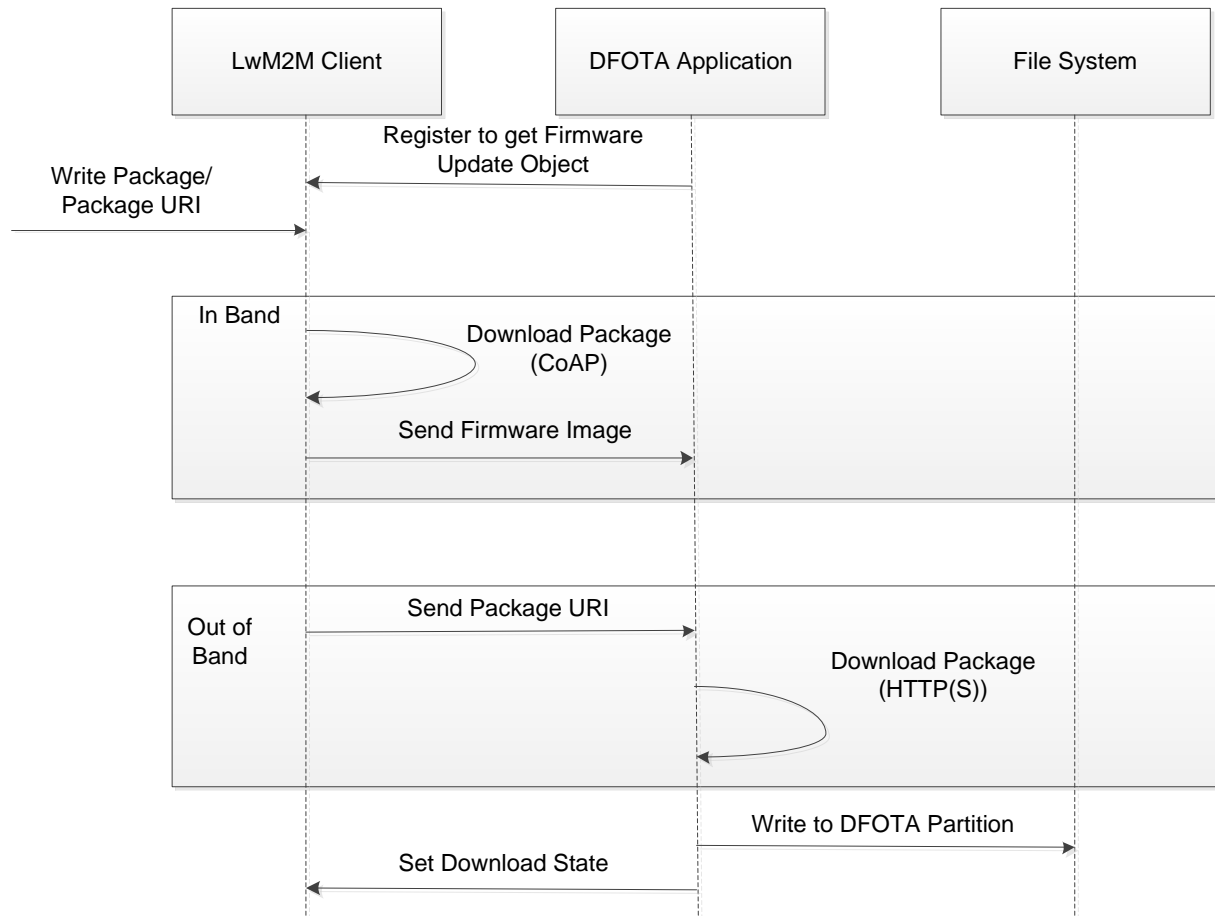 LwM2M Client
DFOTA Application
File System
Register to get Firmware
Update Object
Write Package/
Package URI
In Band
Download Package
(CoAP)
Send Firmware Image
Send Package URI
Out of
Band
Download Package
(HTTP(S))
Write to DFOTA Partition
Set Download State